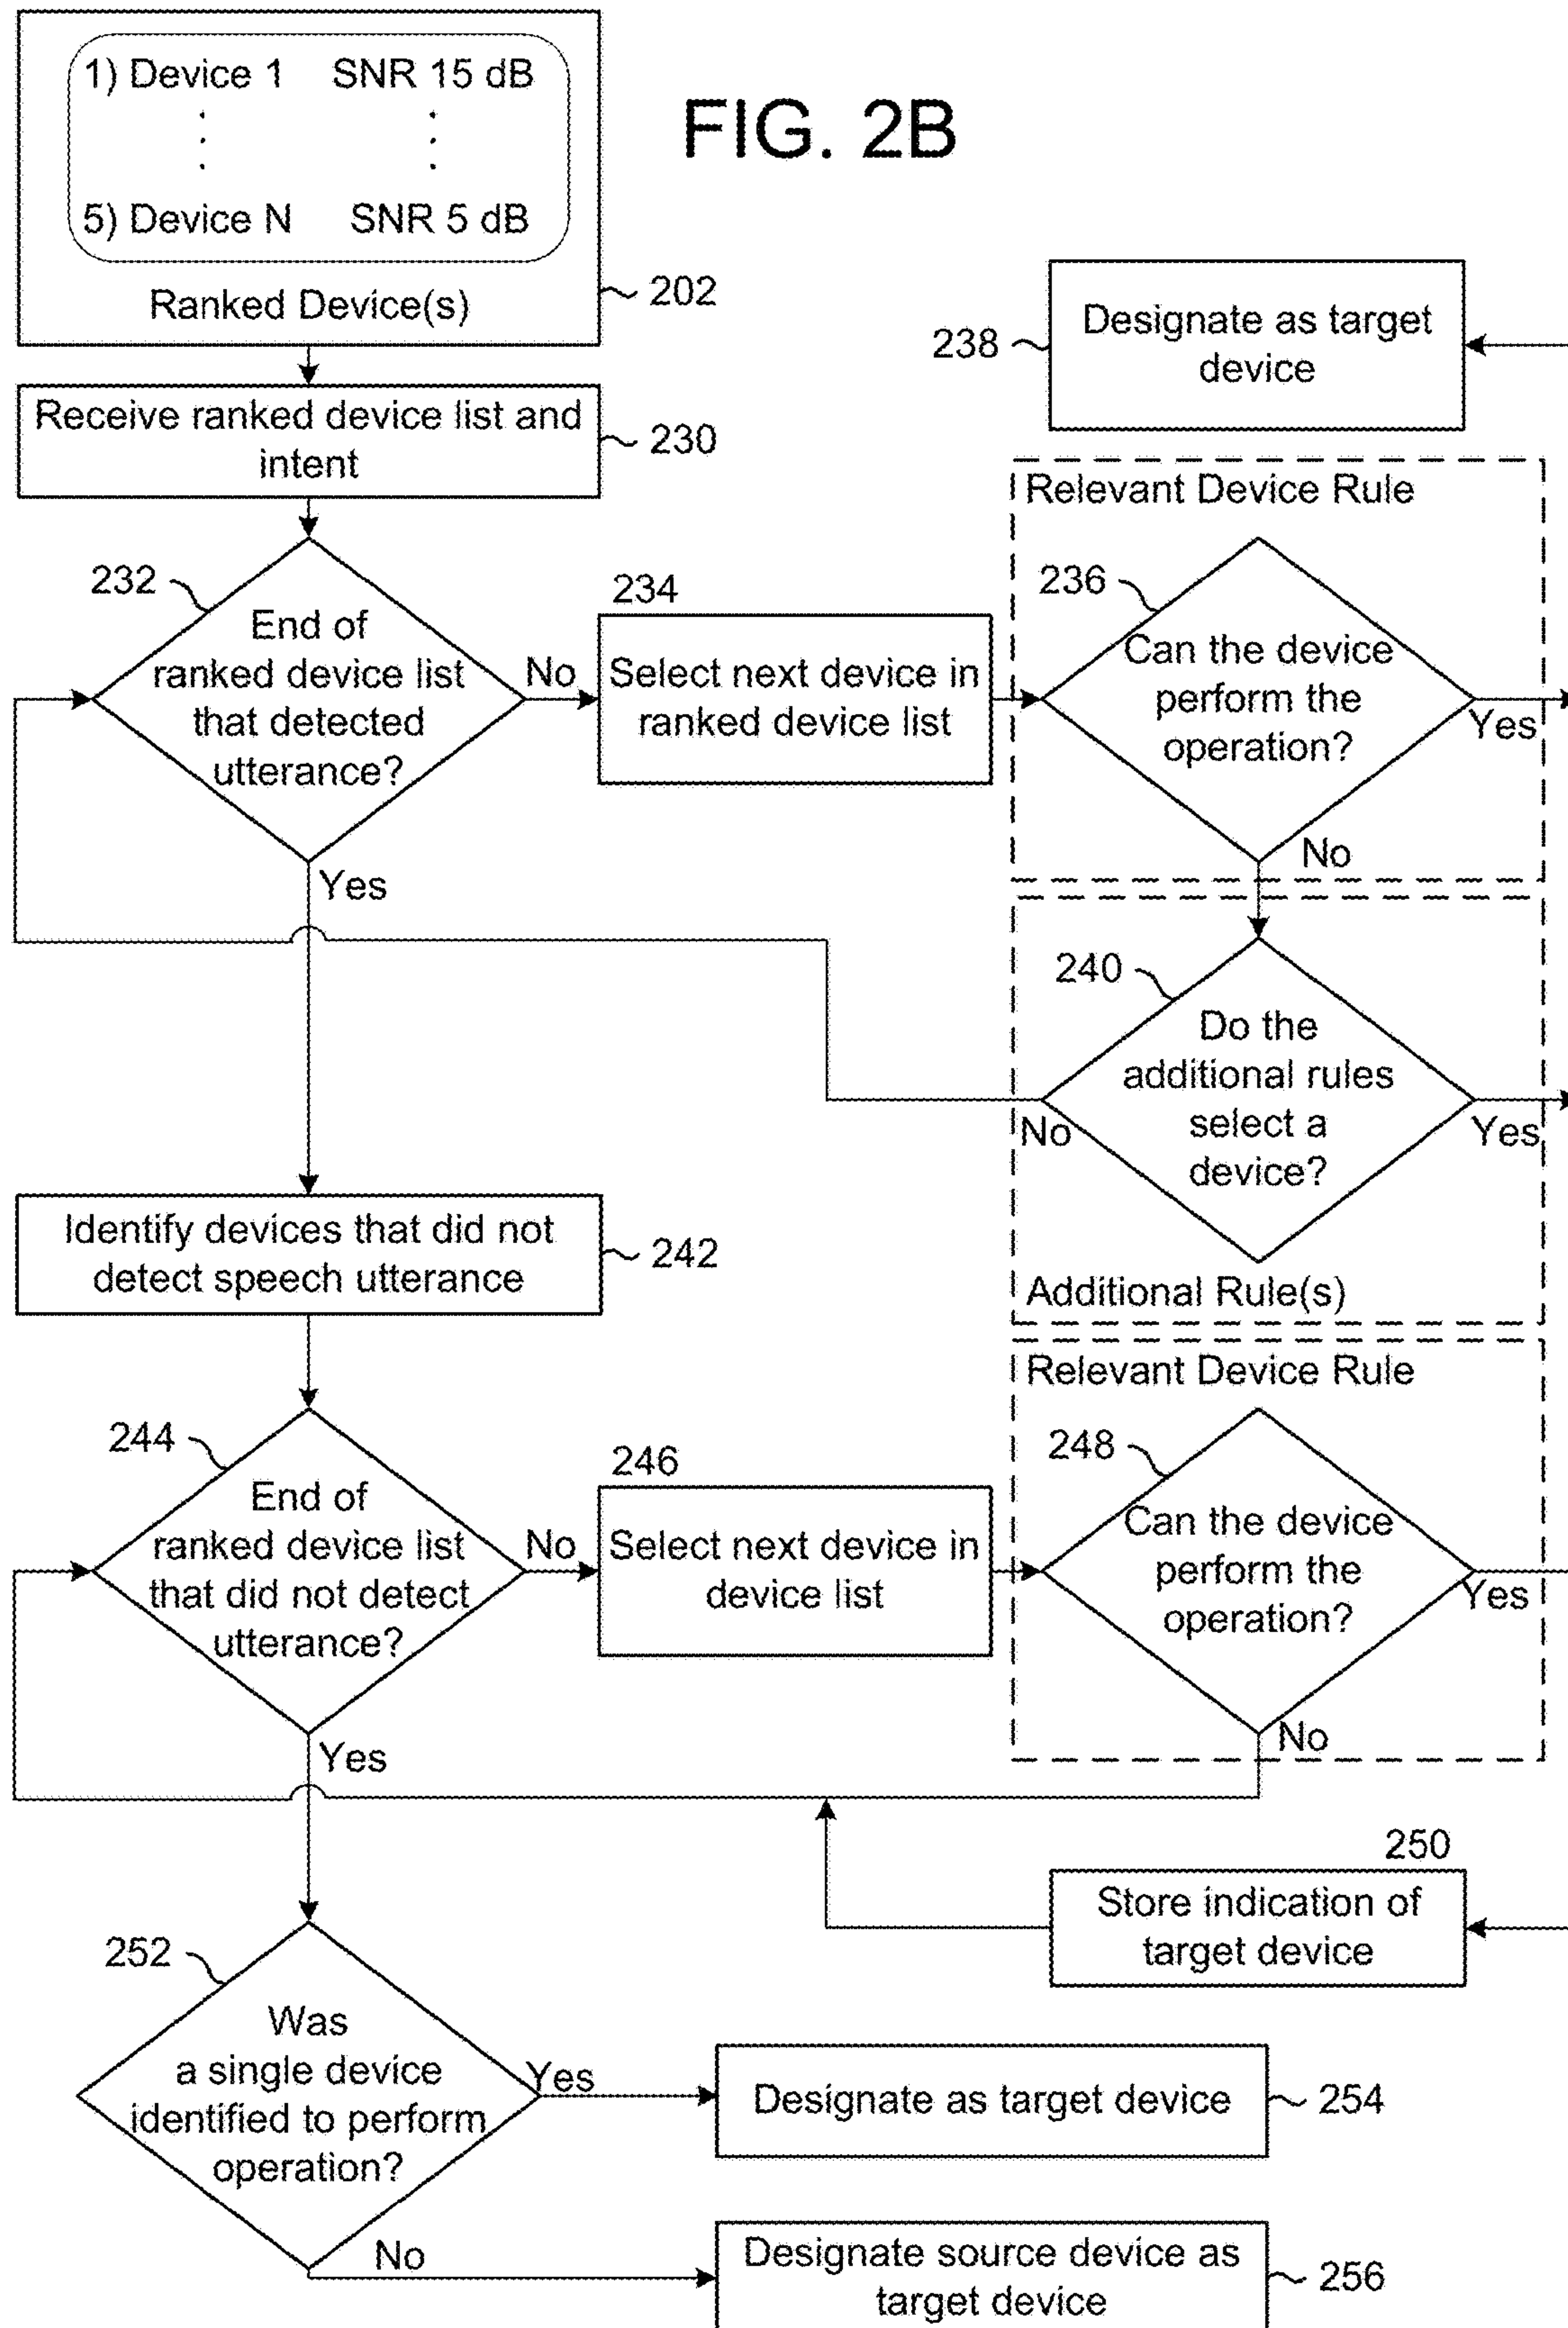 1) Device 1 SNR 15 dB
5) Device N SNR 5 dB
Ranked Device(s)
202
FIG. 2B
Receive ranked device list and
intent
230
238
Designate as target
device
232
End of
ranked device list
that detected
utterance?
No
Yes
234
Select next device in
ranked device list
Relevant Device Rule
236
Can the device
perform the
operation?
Yes
No
240
Do the
additional rules
select a
device?
No
Yes
Additional Rule(s)
Identify devices that did not
detect speech utterance
242
244
End of
ranked device list
that did not detect
utterance?
No
Yes
246
Select next device in
device list
Relevant Device Rule
248
Can the device
perform the
operation?
Yes
No
250
Store indication of
target device
252
Was
a single device
identified to perform
operation?
Yes
Designate as target device
254
No
Designate source device as
target device
256